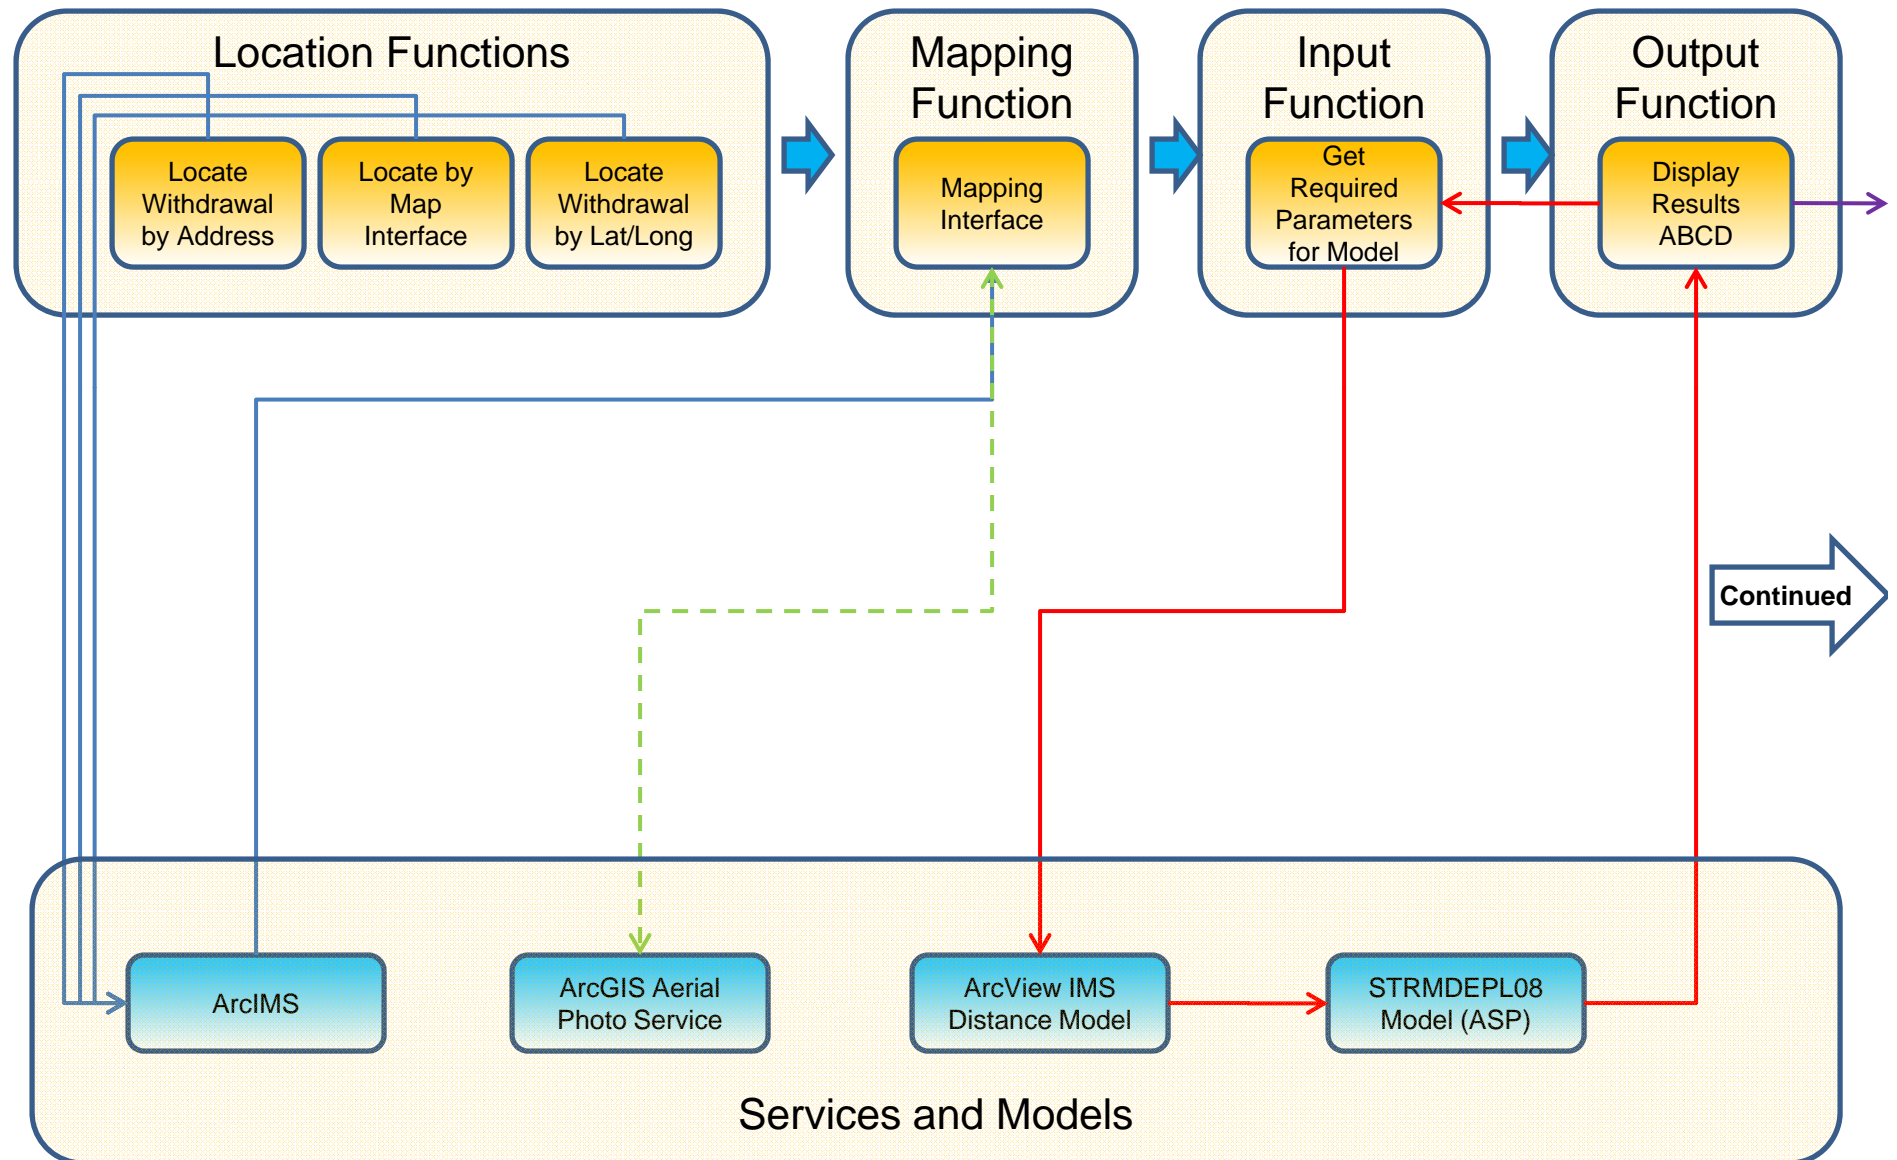 Location Functions
Locate
Withdrawal
by Address
Locate by
Map
Interface
Locate
Withdrawal
by Lat/Long
Mapping
Function
Mapping
Interface
Input
Function
Get
Required
Parameters
for Model
Output
Function
Display
Results
ABCD
Continued
ArcIMS
ArcGIS Aerial
Photo Service
ArcView IMS
Distance Model
STRMDEPL08
Model (ASP)
Services and Models